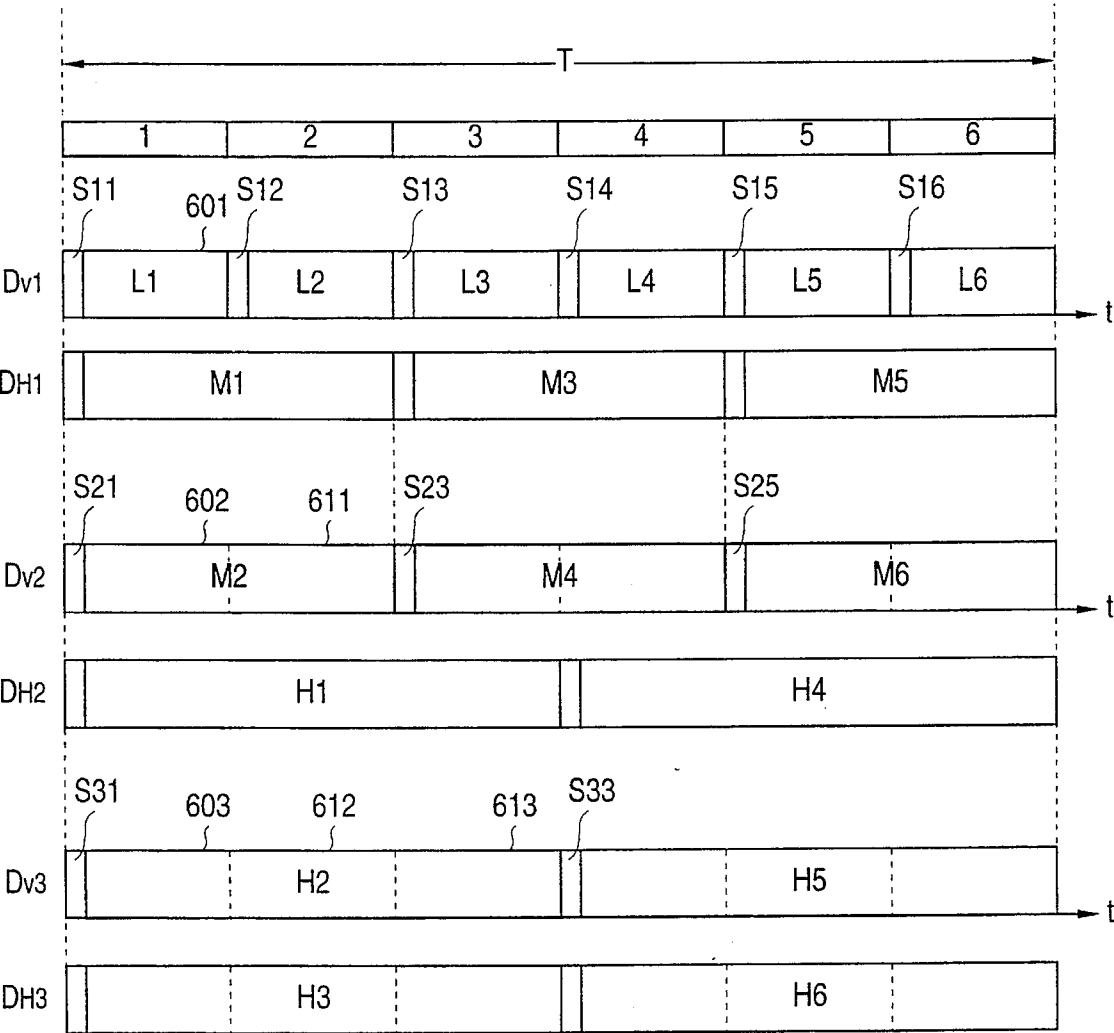 T
1 2 3 4 5 6
S11 601 S12 S13 S14 S15 S16
Dv1 L1 L2 L3 L4 L5 L6 t
DH1 M1 M3 M5
S21 602 611 S23 S25
Dv2 M2 M4 M6 t
DH2 H1 H4
S31 603 612 613 S33
Dv3 H2 H5 t
DH3 H3 H6